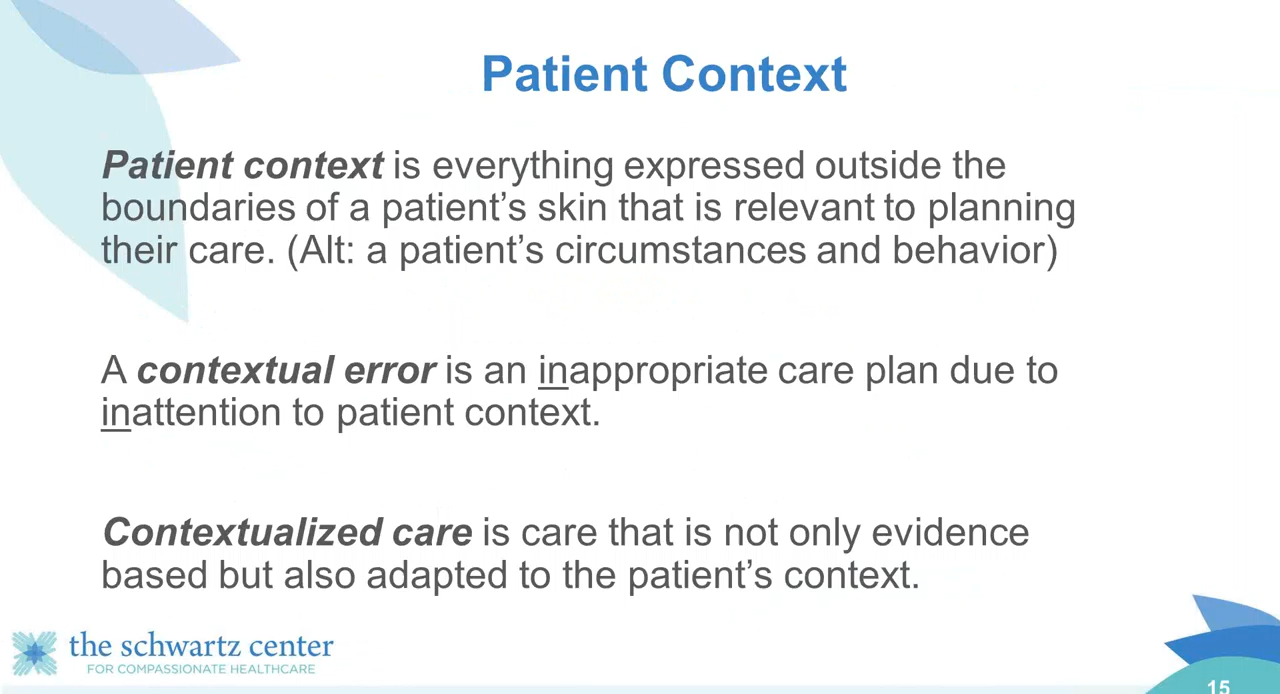 Patient Context
Patient context is everything expressed outside the
boundaries of a patient’s skin that is relevant to planning
their care. (Alt: a patient’s circumstances and behavior)
A contextual error is an inappropriate care plan due to
inattention to patient context.
Contextualized care is care that is not only evidence
based but also adapted to the patient’s context.
the schwartz center
FOR COMPASSIONATE HEALTHCARE
15